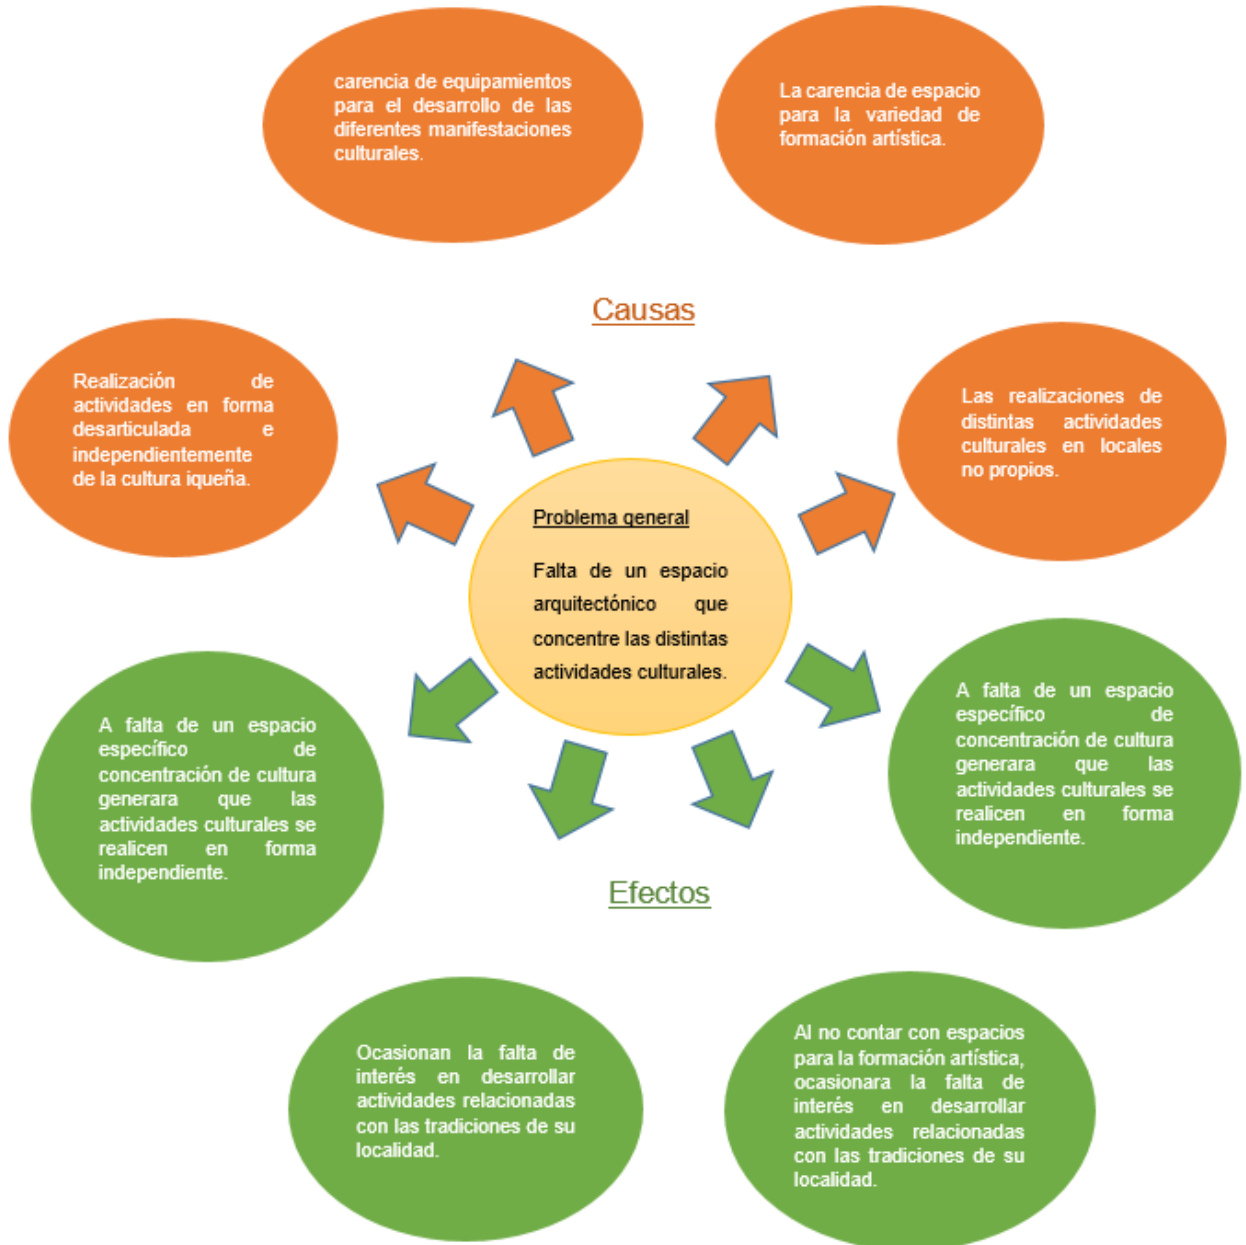 carencia de equipamientos
para el desarrollo de las
diferentes manifestaciones
culturales.
La carencia de espacio
para la variedad de
formación artística.
Causas
Realización de
actividades en forma
desarticulada e
independientemente
de la cultura iqueña.
Las realizaciones de
distintas actividades
culturales en locales
no propios.
Problema general
Falta de un espacio
arquitectónico que
concentre las distintas
actividades culturales.
A falta de un espacio
específico de
concentración de cultura
generara que las
actividades culturales se
realicen en forma
independiente.
A falta de un espacio
específico de
concentración de cultura
generara que las
actividades culturales se
realicen en forma
independiente.
Efectos
Ocasionan la falta de
interés en desarrollar
actividades relacionadas
con las tradiciones de su
localidad.
Al no contar con espacios
para la formación artística,
ocasionara la falta de
interés en desarrollar
actividades relacionadas
con las tradiciones de su
localidad.